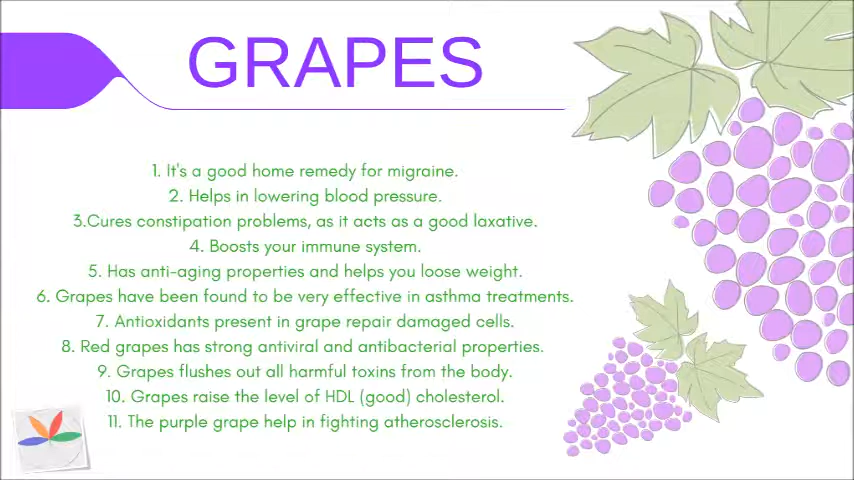 GRAPES
1. It's a good home remedy for migraine.
2. Helps in lowering blood pressure.
3.Cures constipation problems, as it acts as a good laxative.
4. Boosts your immune system.
5. Has anti-aging properties and helps you loose weight.
6. Grapes have been found to be very effective in asthma treatments.
7. Antioxidants present in grape repair damaged cells.
8. Red grapes has strong antiviral and antibacterial properties.
9. Grapes flushes out all harmful toxins from the body.
10. Grapes raise the level of HDL (good) cholesterol.
11. The purple grape help in fighting atherosclerosis.